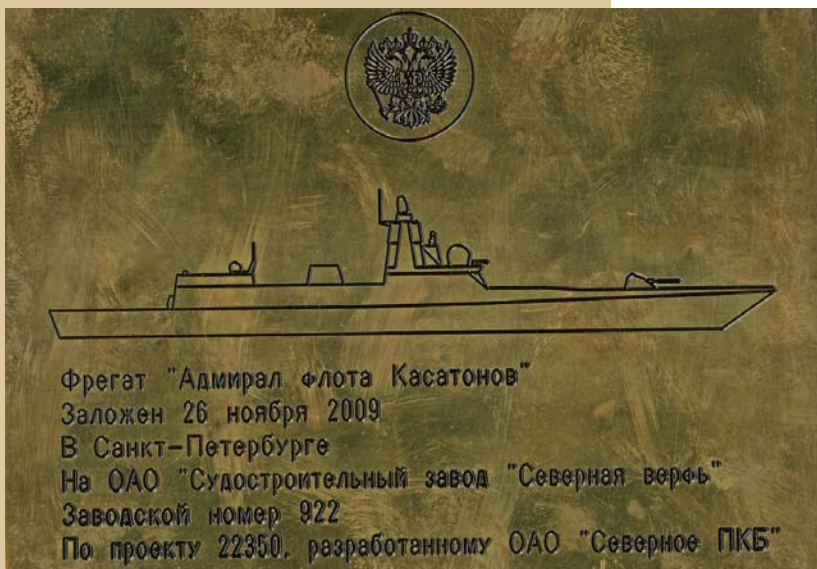 Фрегат "Адмирал флота Касатонов"
Заложен 26 ноября 2009
В Санкт-Петербурге
На ОАО "Судостроительный завод "Северная верфь"
Заводской номер 922
По проекту 22350, разработанному ОАО "Северное ПКБ"